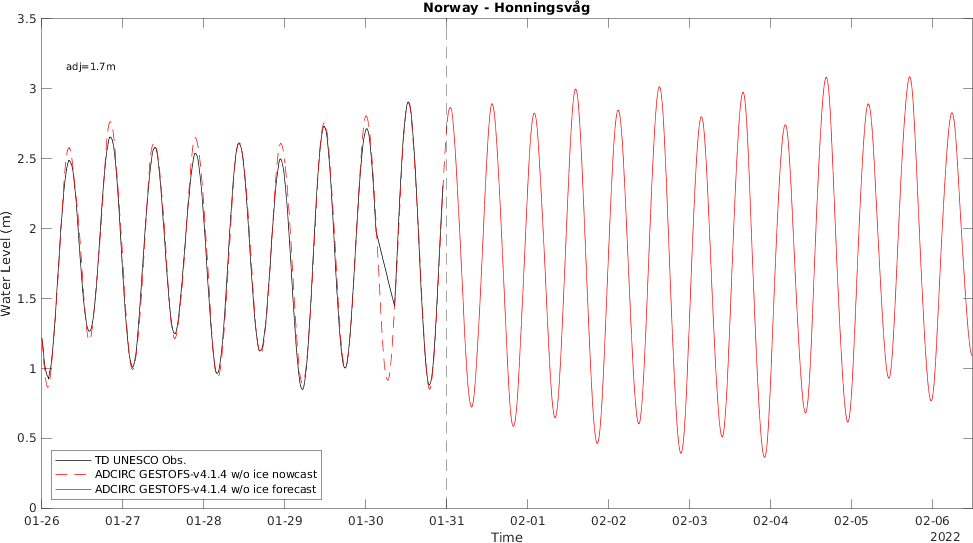 Norway - Honningsvåg
3.5
adj=1.7m
3
2.5
2
1.5
1
0.5
0
Water Level (m)
TD UNESCO Obs.
ADCIRC GESTOFS-v4.1.4 w/o ice nowcast
ADCIRC GESTOFS-v4.1.4 w/o ice forecast
01-26 01-27 01-28 01-29 01-30 01-31 02-01 02-02 02-03 02-04 02-05 02-06
Time
2022